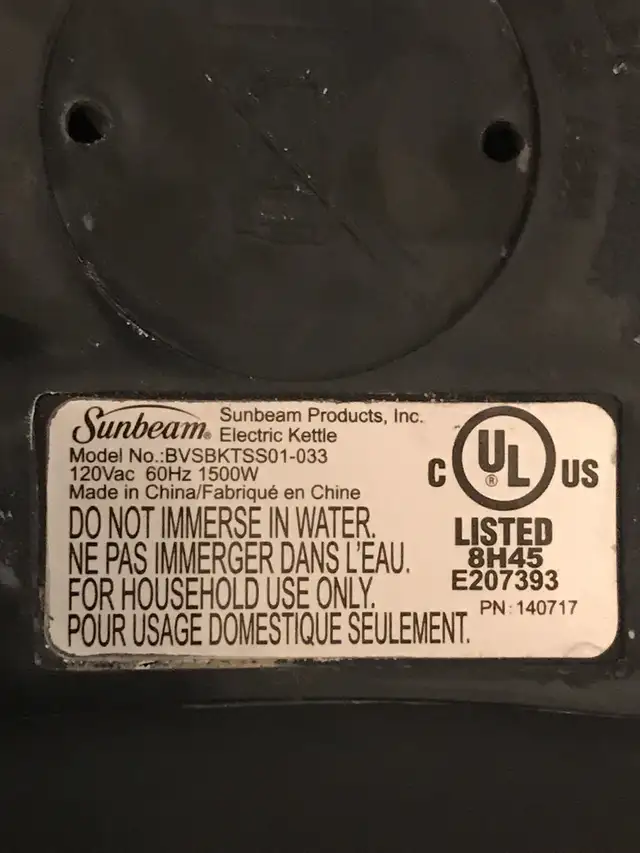 Sunbeam®
Sunbeam Products, Inc.
Electric Kettle
Model No.:BVSBKTSS01-033
120Vac 60Hz 1500W
Made in China/Fabriqué en Chine
DO NOT IMMERSE IN WATER.
NE PAS IMMERGER DANS L'EAU.
FOR HOUSEHOLD USE ONLY.
POUR USAGE DOMESTIQUE SEULEMENT.
C UL® US
LISTED
8H45
E207393
PN: 140717